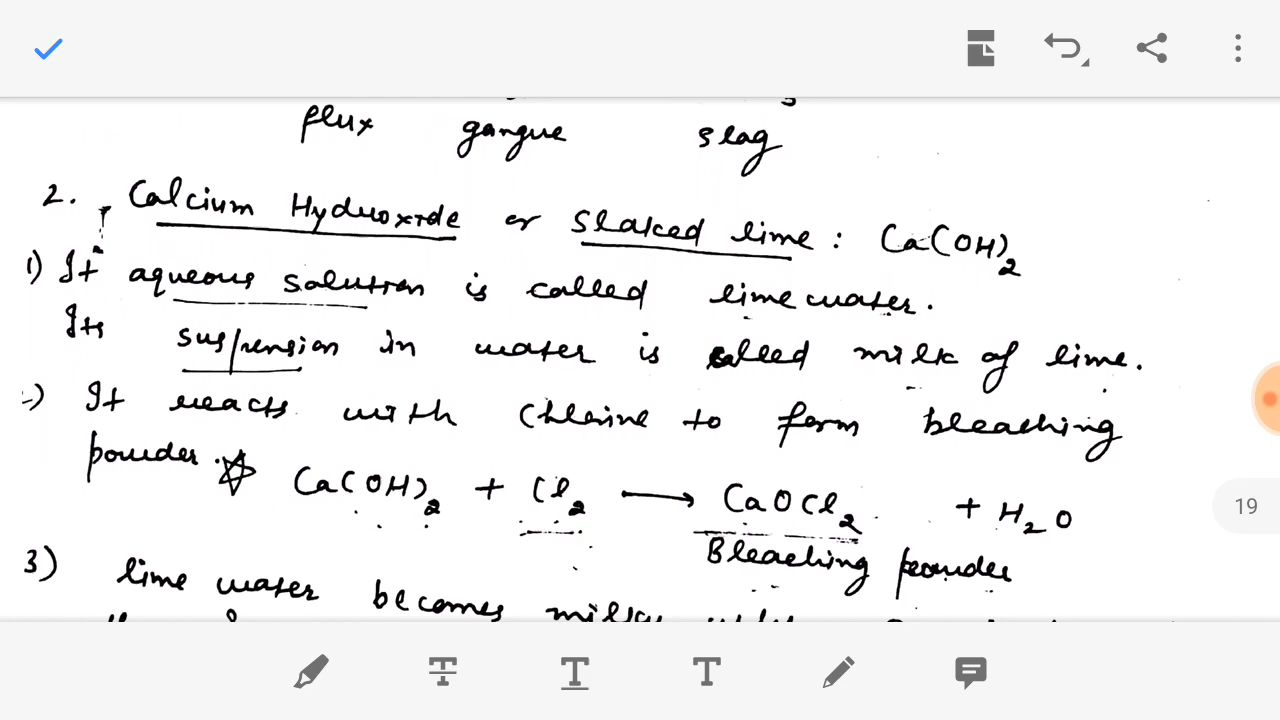 flux gangue slag
2. Calcium Hydroxide or Slaked lime : Ca(OH)2
1) It aqueous solution is called lime water.
Its suspension in water is called milk of lime.
2) It reacts with Chlorine to form bleaching
powder. ☆ Ca(OH)2 + Cl2 ⟶ CaOCl2 + H2O
Bleaching powder
19
3) lime water becomes milky